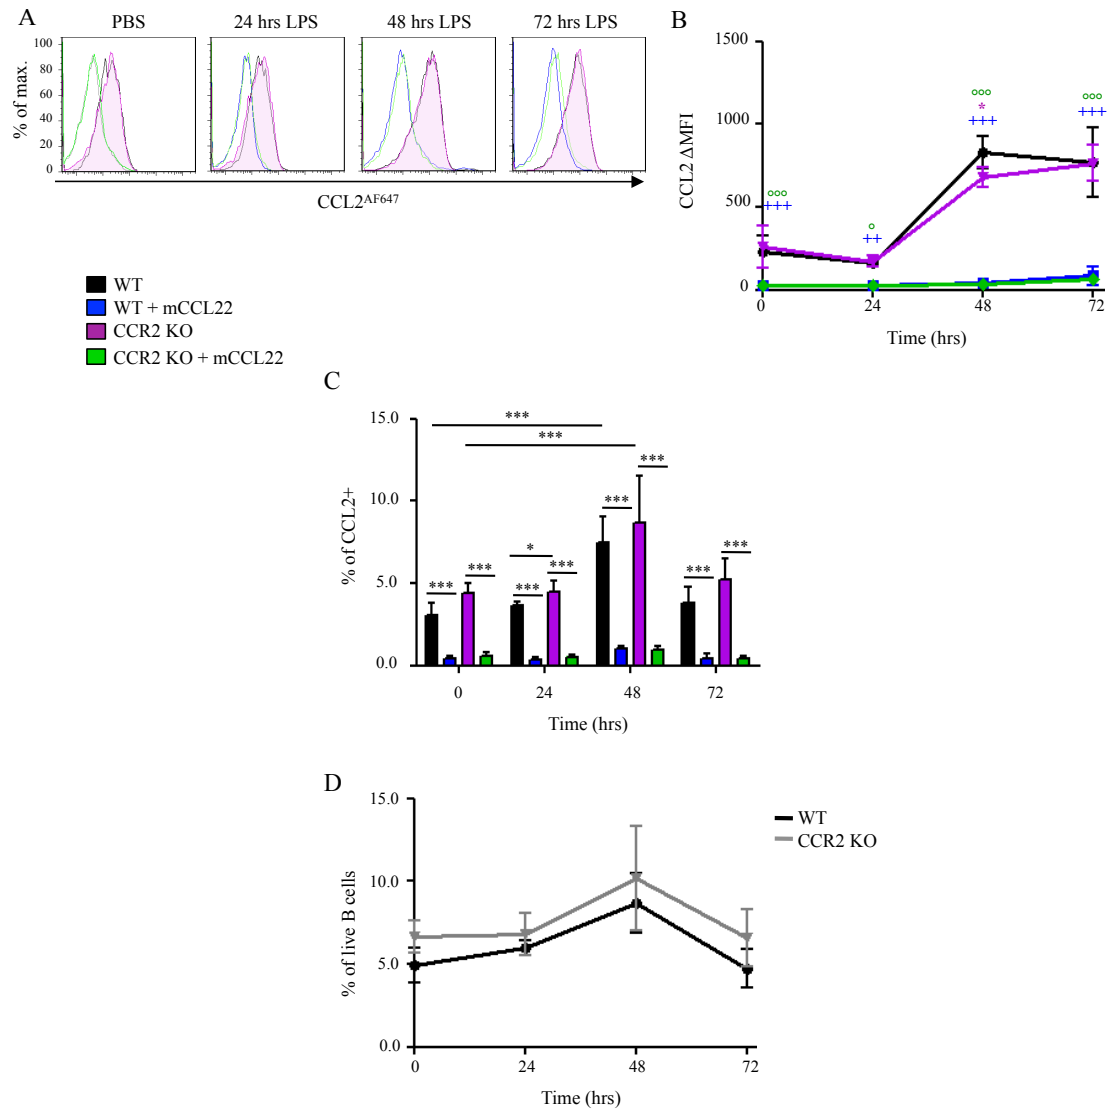 A
PBS
24 hrs LPS
48 hrs LPS
72 hrs LPS
% of max.
100
80
60
40
20
0
CCL2AF647
WT
WT + mCCL22
CCR2 KO
CCR2 KO + mCCL22
B
CCL2 ΔMFI
1500
1000
500
0
°°°
+++
°
++
°°°
*
+++
°°°
+++
0
24
48
72
Time (hrs)
C
% of CCL2+
15.0
10.0
5.0
0.0
***
***
***
***
***
***
*
***
***
***
***
0
24
48
72
Time (hrs)
D
% of live B cells
15.0
10.0
5.0
0.0
0
24
48
72
Time (hrs)
WT
CCR2 KO